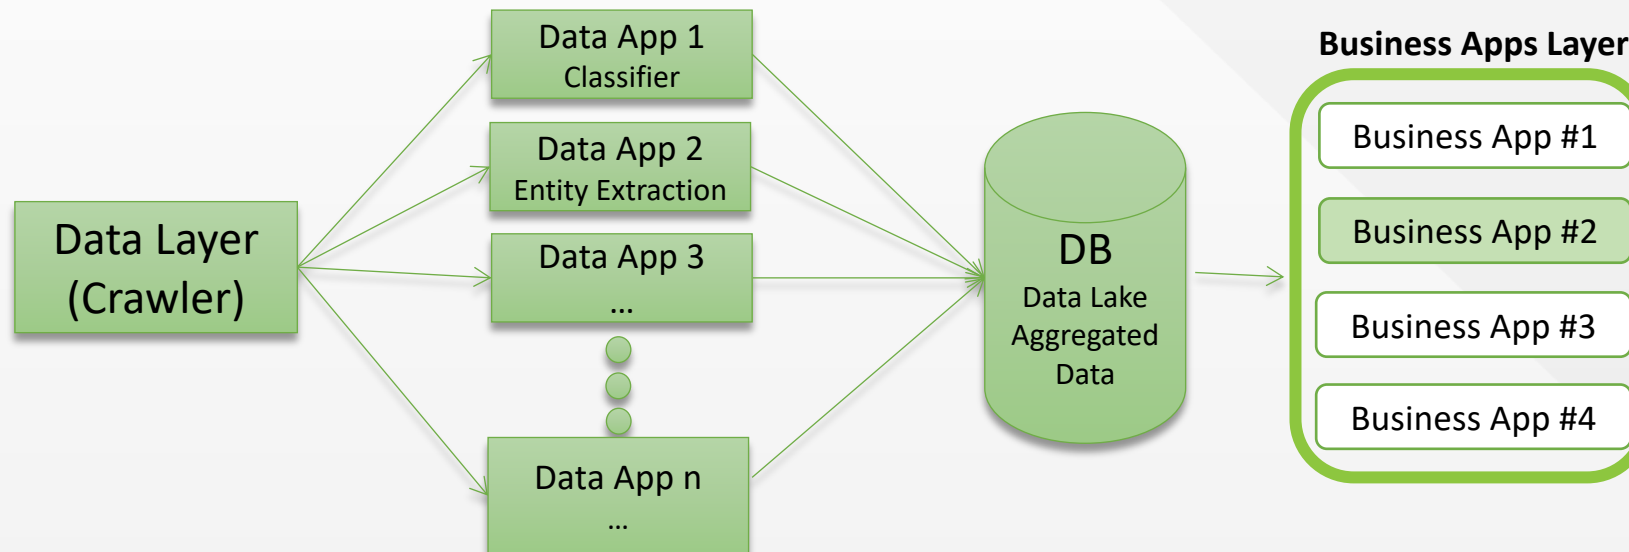 Data Layer
(Crawler)
Data App 1
Classifier
Data App 2
Entity Extraction
Data App 3
...
Data App n
...
DB
Data Lake
Aggregated
Data
Business Apps Layer
Business App #1
Business App #2
Business App #3
Business App #4